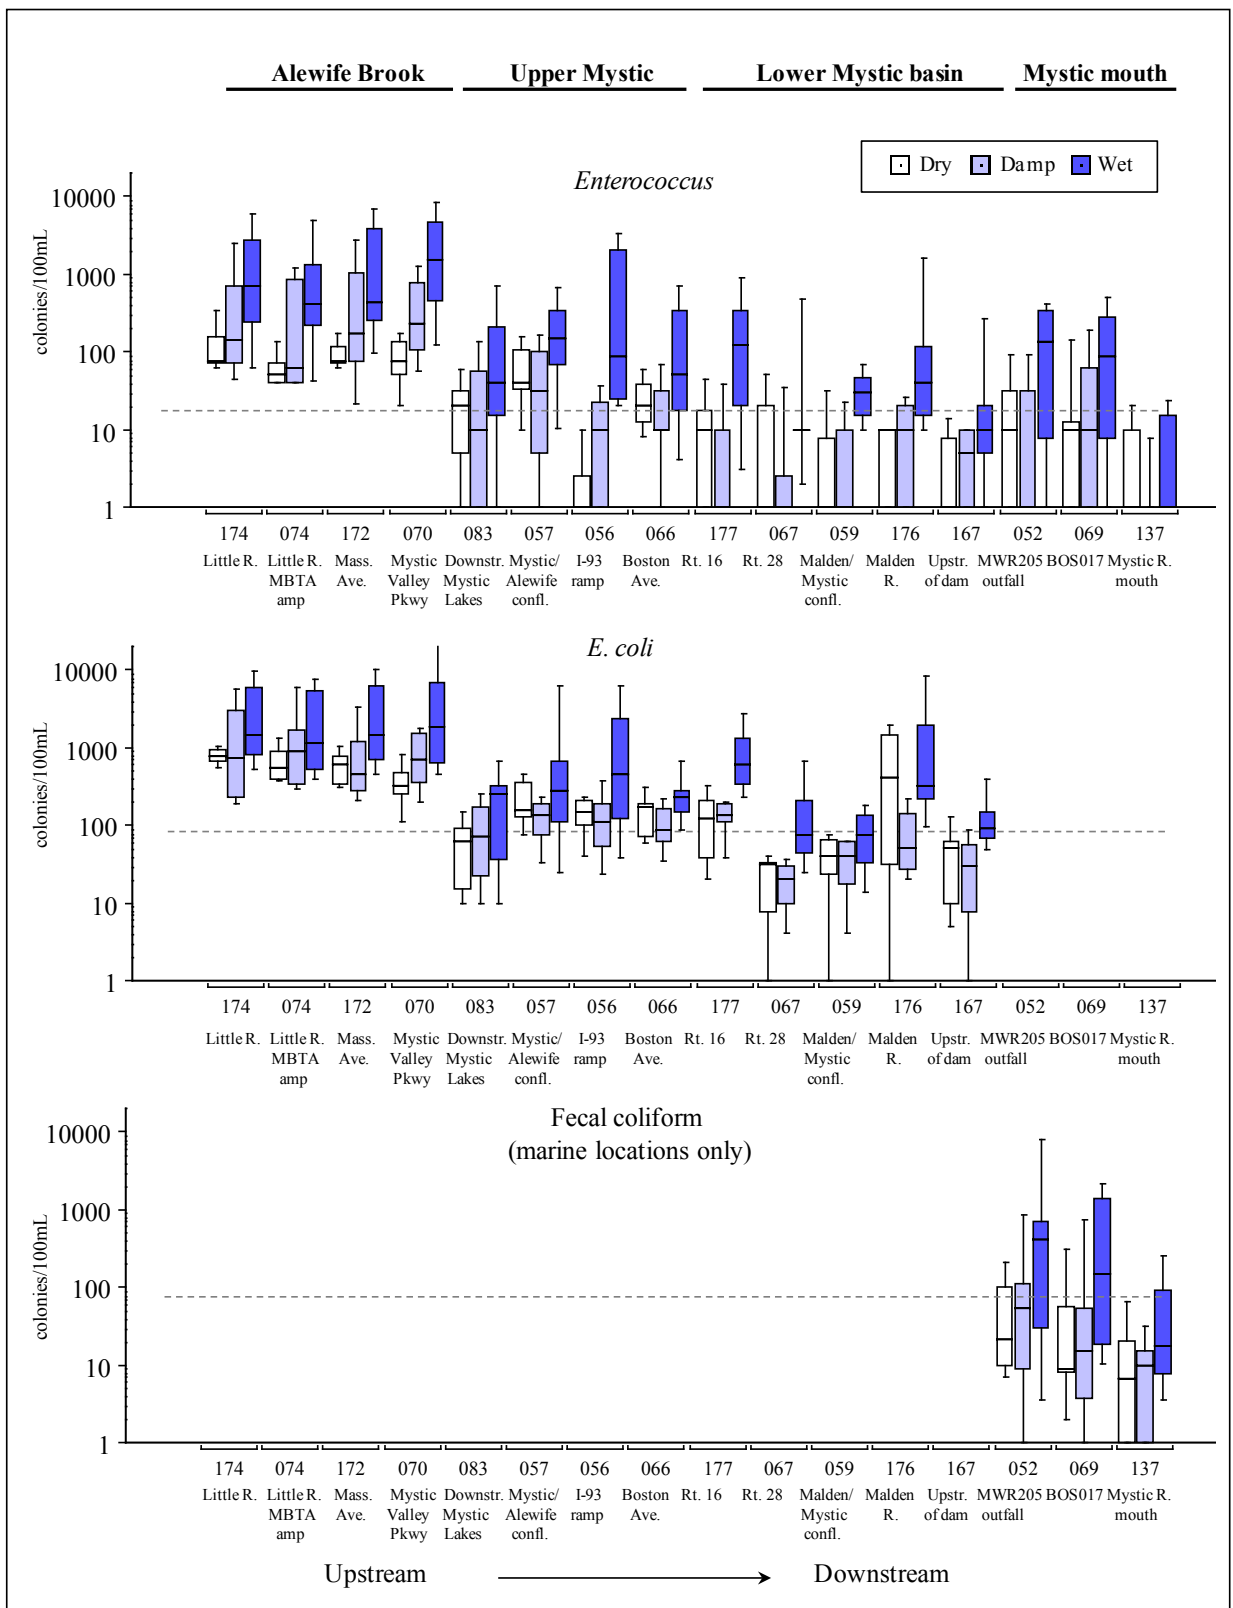 Alewife Brook Upper Mystic Lower Mystic basin Mystic mouth
Dry Damp Wet
Enterococcus
colonies/100mL
10000
1000
100
10
1
174 074 172 070 083 057 056 066 177 067 059 176 167 052 069 137
Little R. Little R. Mass. Mystic Downstr. Mystic/ I-93 Boston Rt. 16 Rt. 28 Malden/ Malden Upstr. MWR205 BOS017 Mystic R.
MBTA Ave. Valley Mystic Alewife ramp Ave. Mystic R. of dam outfall mouth
amp Pkwy Lakes confl. confl.
E. coli
colonies/100mL
10000
1000
100
10
1
174 074 172 070 083 057 056 066 177 067 059 176 167 052 069 137
Little R. Little R. Mass. Mystic Downstr. Mystic/ I-93 Boston Rt. 16 Rt. 28 Malden/ Malden Upstr. MWR205 BOS017 Mystic R.
MBTA Ave. Valley Mystic Alewife ramp Ave. Mystic R. of dam outfall mouth
amp Pkwy Lakes confl. confl.
Fecal coliform
(marine locations only)
colonies/100mL
10000
1000
100
10
1
174 074 172 070 083 057 056 066 177 067 059 176 167 052 069 137
Little R. Little R. Mass. Mystic Downstr. Mystic/ I-93 Boston Rt. 16 Rt. 28 Malden/ Malden Upstr. MWR205 BOS017 Mystic R.
MBTA Ave. Valley Mystic Alewife ramp Ave. Mystic R. of dam outfall mouth
amp Pkwy Lakes confl. confl.
Upstream Downstream